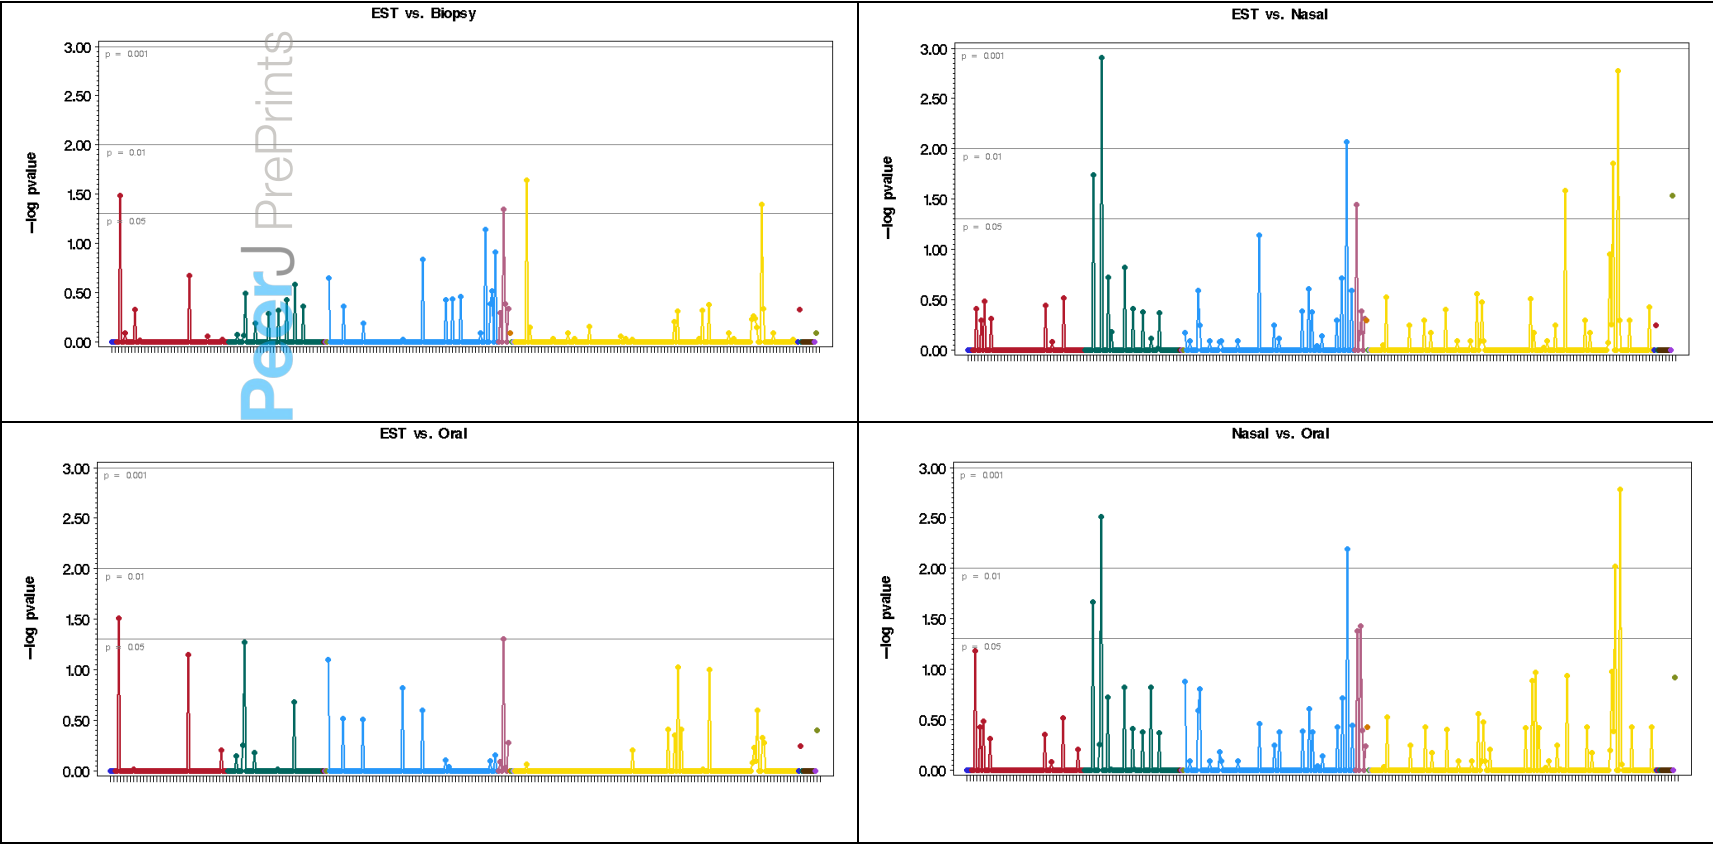 EST vs. Biopsy
3.00
p = 0.001
2.50
2.00
p = 0.01
1.50
p = 0.05
1.00
0.50
0.00
—log pvalue
PeerJ PrePrints
EST vs. Nasal
3.00
p = 0.001
2.50
2.00
p = 0.01
1.50
p = 0.05
1.00
0.50
0.00
—log pvalue
EST vs. Oral
3.00
p = 0.001
2.50
2.00
p = 0.01
1.50
p = 0.05
1.00
0.50
0.00
—log pvalue
Nasal vs. Oral
3.00
p = 0.001
2.50
2.00
p = 0.01
1.50
p = 0.05
1.00
0.50
0.00
—log pvalue